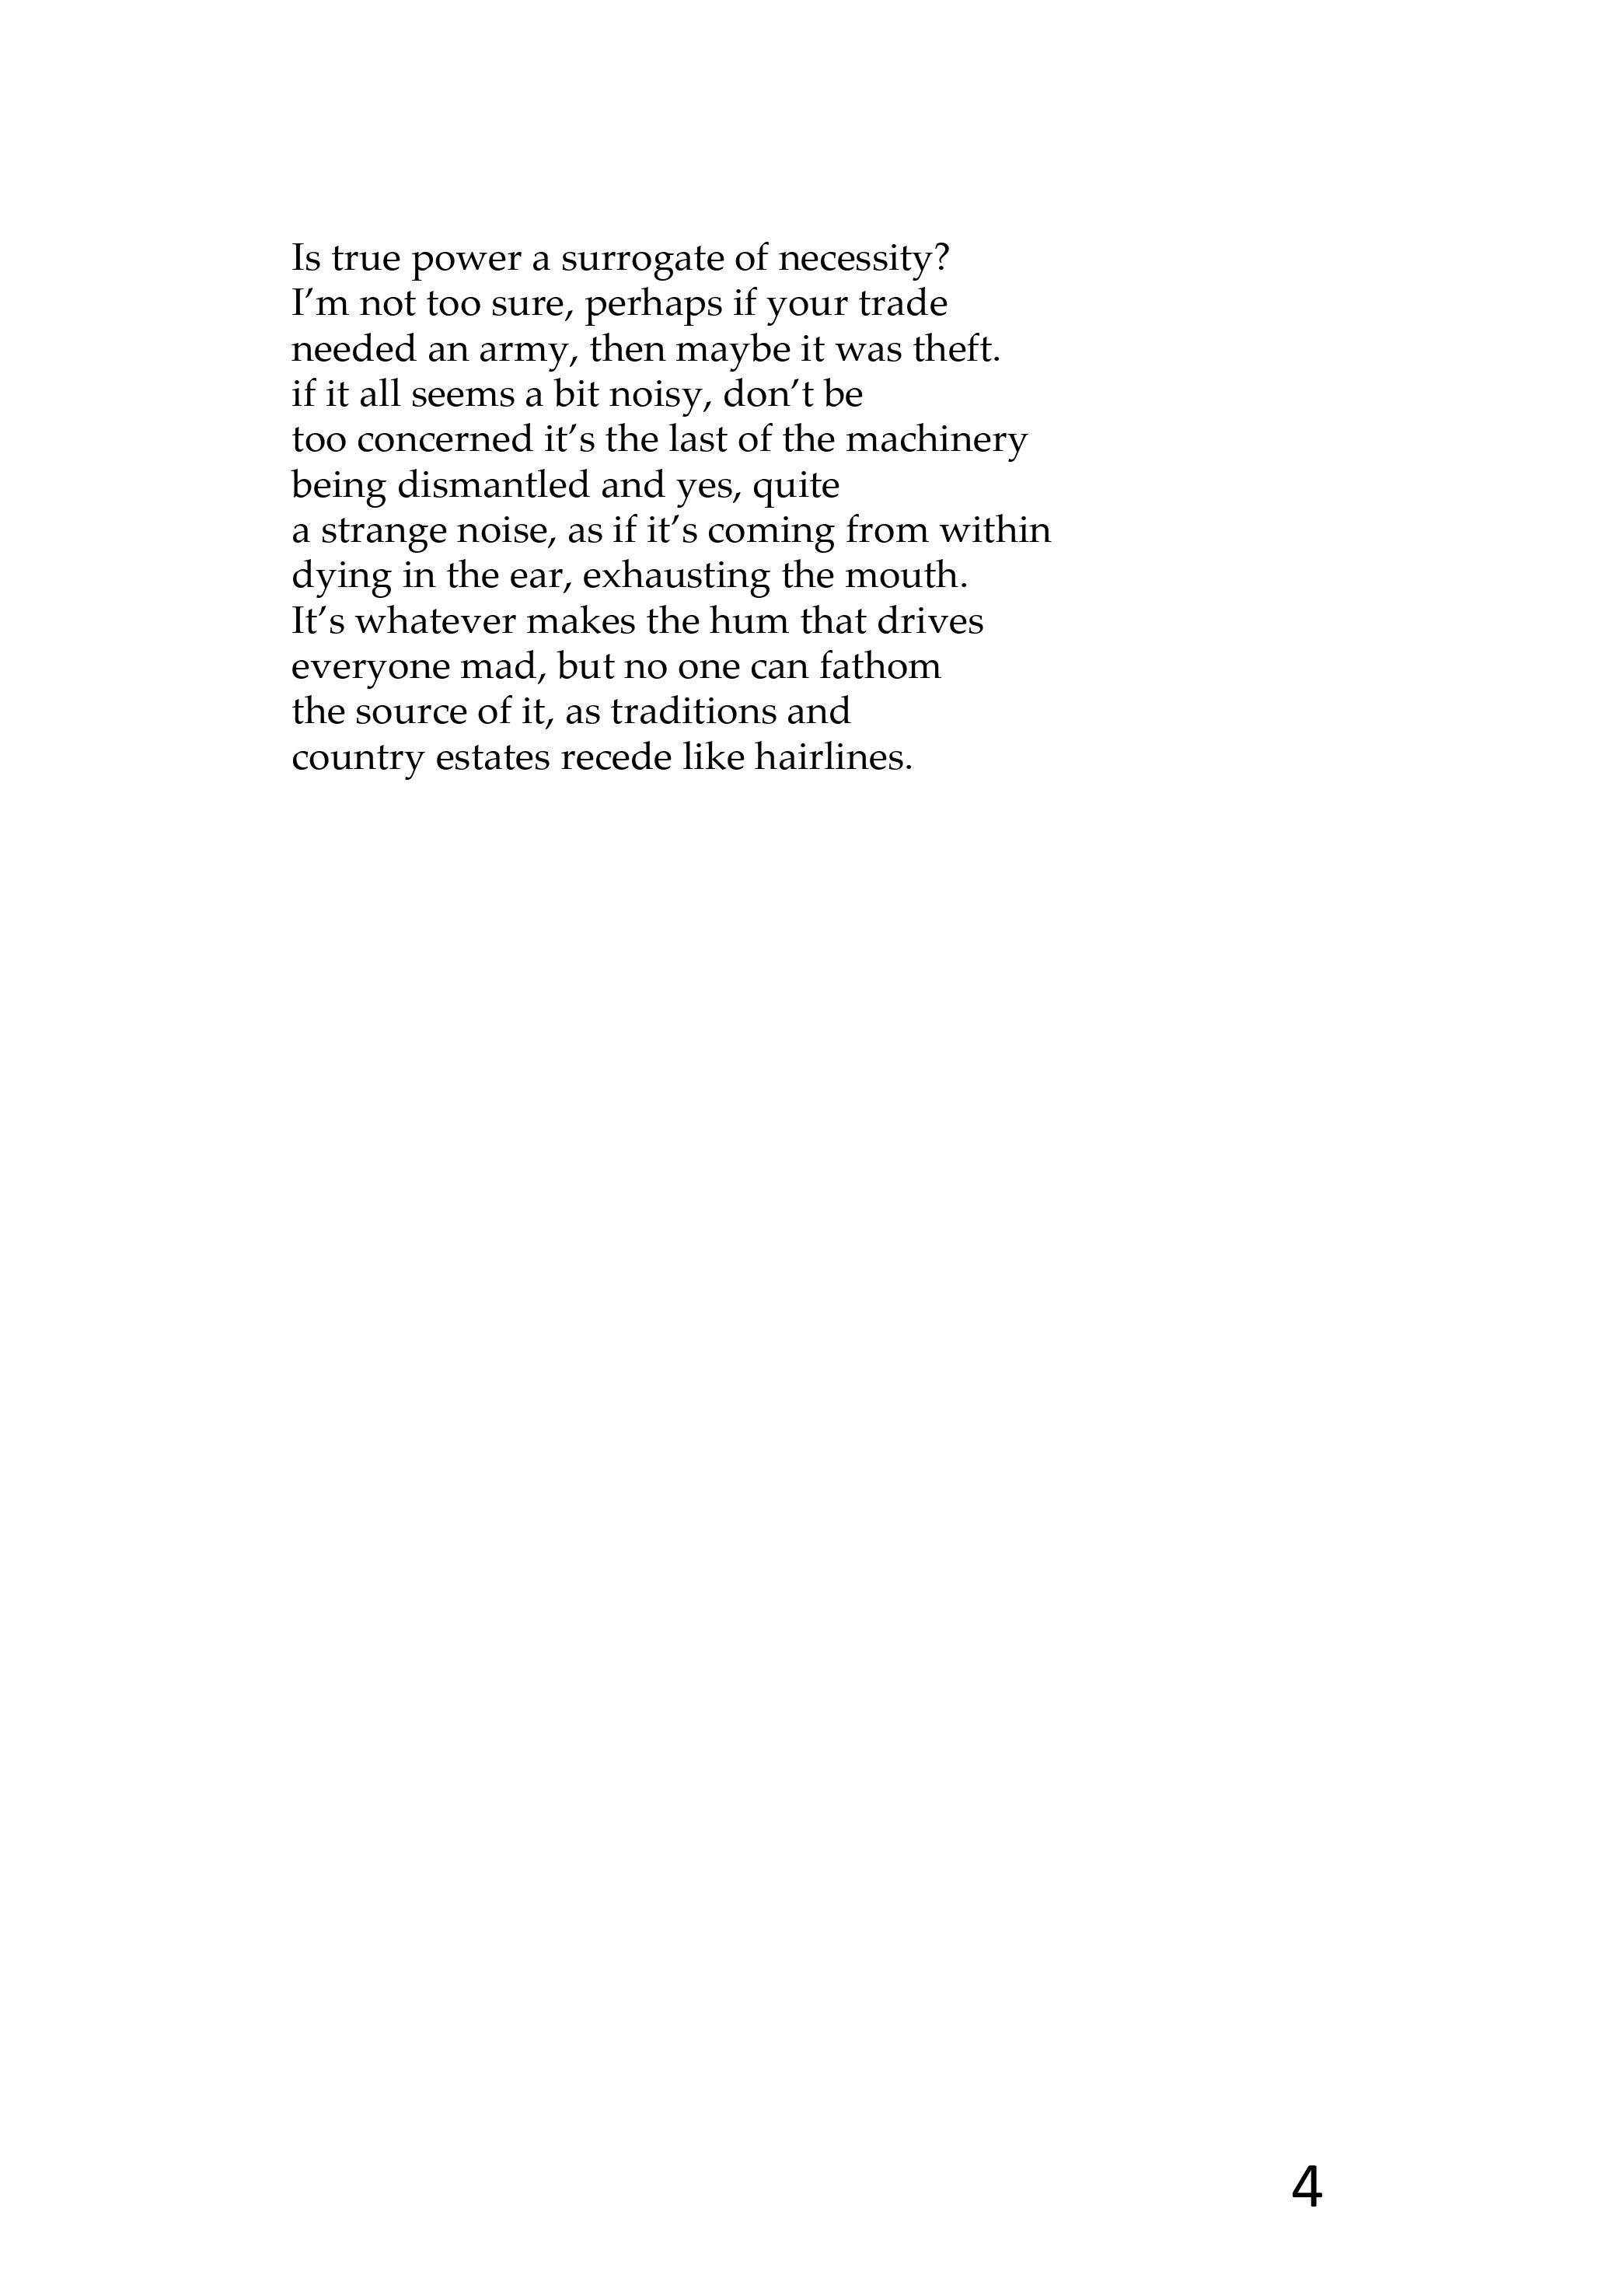 Is true power a surrogate of necessity?
I’m not too sure, perhaps if your trade
needed an army, then maybe it was theft.
if it all seems a bit noisy, don’t be
too concerned it’s the last of the machinery
being dismantled and yes, quite
a strange noise, as if it’s coming from within
dying in the ear, exhausting the mouth.
It’s whatever makes the hum that drives
everyone mad, but no one can fathom
the source of it, as traditions and
country estates recede like hairlines.
4